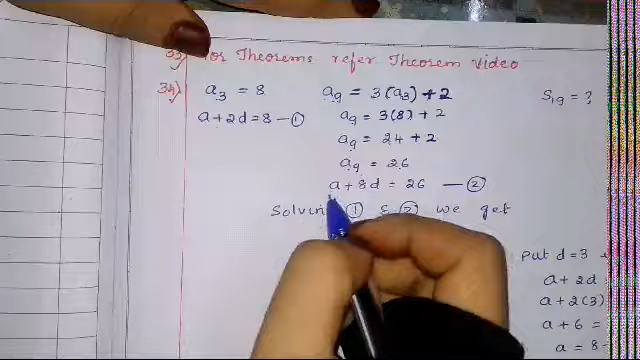 33) For Theorems refer Theorem video
34) a₃ = 8
a + 2d = 8 — ①
a₉ = 3(a₃) + 2
a₉ = 3(8) + 2
a₉ = 24 + 2
a₉ = 26
a + 8d = 26 — ②
Solving ① & ② we get
S₁₉ = ?
Put d = 3
a + 2d
a + 2(3)
a + 6 =
a = 8 -